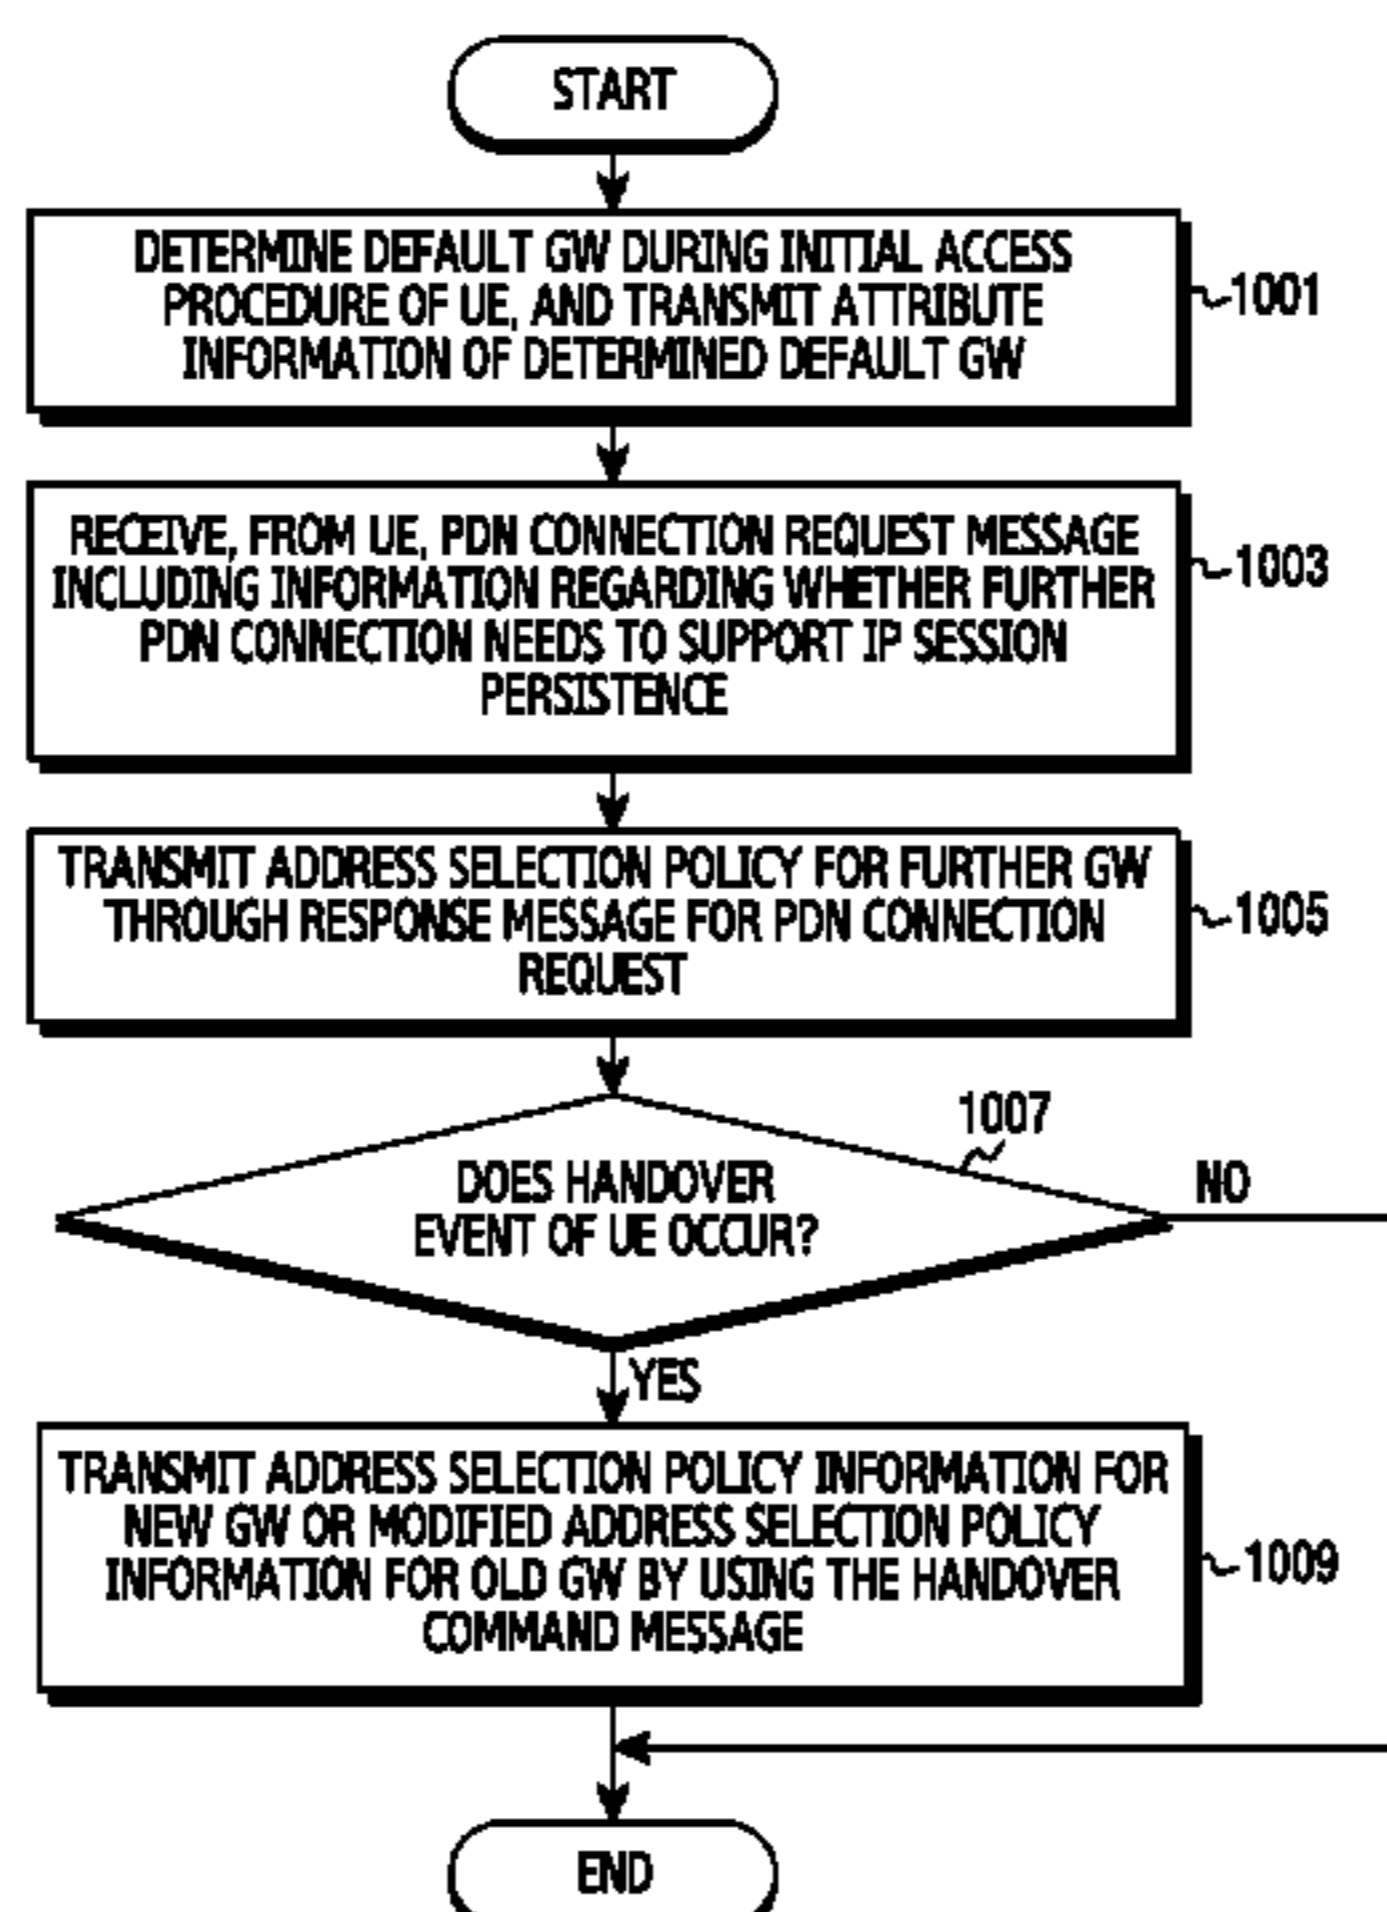 START
DETERMINE DEFAULT GW DURING INITIAL ACCESS
PROCEDURE OF UE, AND TRANSMIT ATTRIBUTE
INFORMATION OF DETERMINED DEFAULT GW
1001
RECEIVE, FROM UE, PDN CONNECTION REQUEST MESSAGE
INCLUDING INFORMATION REGARDING WHETHER FURTHER
PDN CONNECTION NEEDS TO SUPPORT IP SESSION
PERSISTENCE
1003
TRANSMIT ADDRESS SELECTION POLICY FOR FURTHER GW
THROUGH RESPONSE MESSAGE FOR PDN CONNECTION
REQUEST
1005
1007
DOES HANDOVER
EVENT OF UE OCCUR?
NO
YES
TRANSMIT ADDRESS SELECTION POLICY INFORMATION FOR
NEW GW OR MODIFIED ADDRESS SELECTION POLICY
INFORMATION FOR OLD GW BY USING THE HANDOVER
COMMAND MESSAGE
1009
END